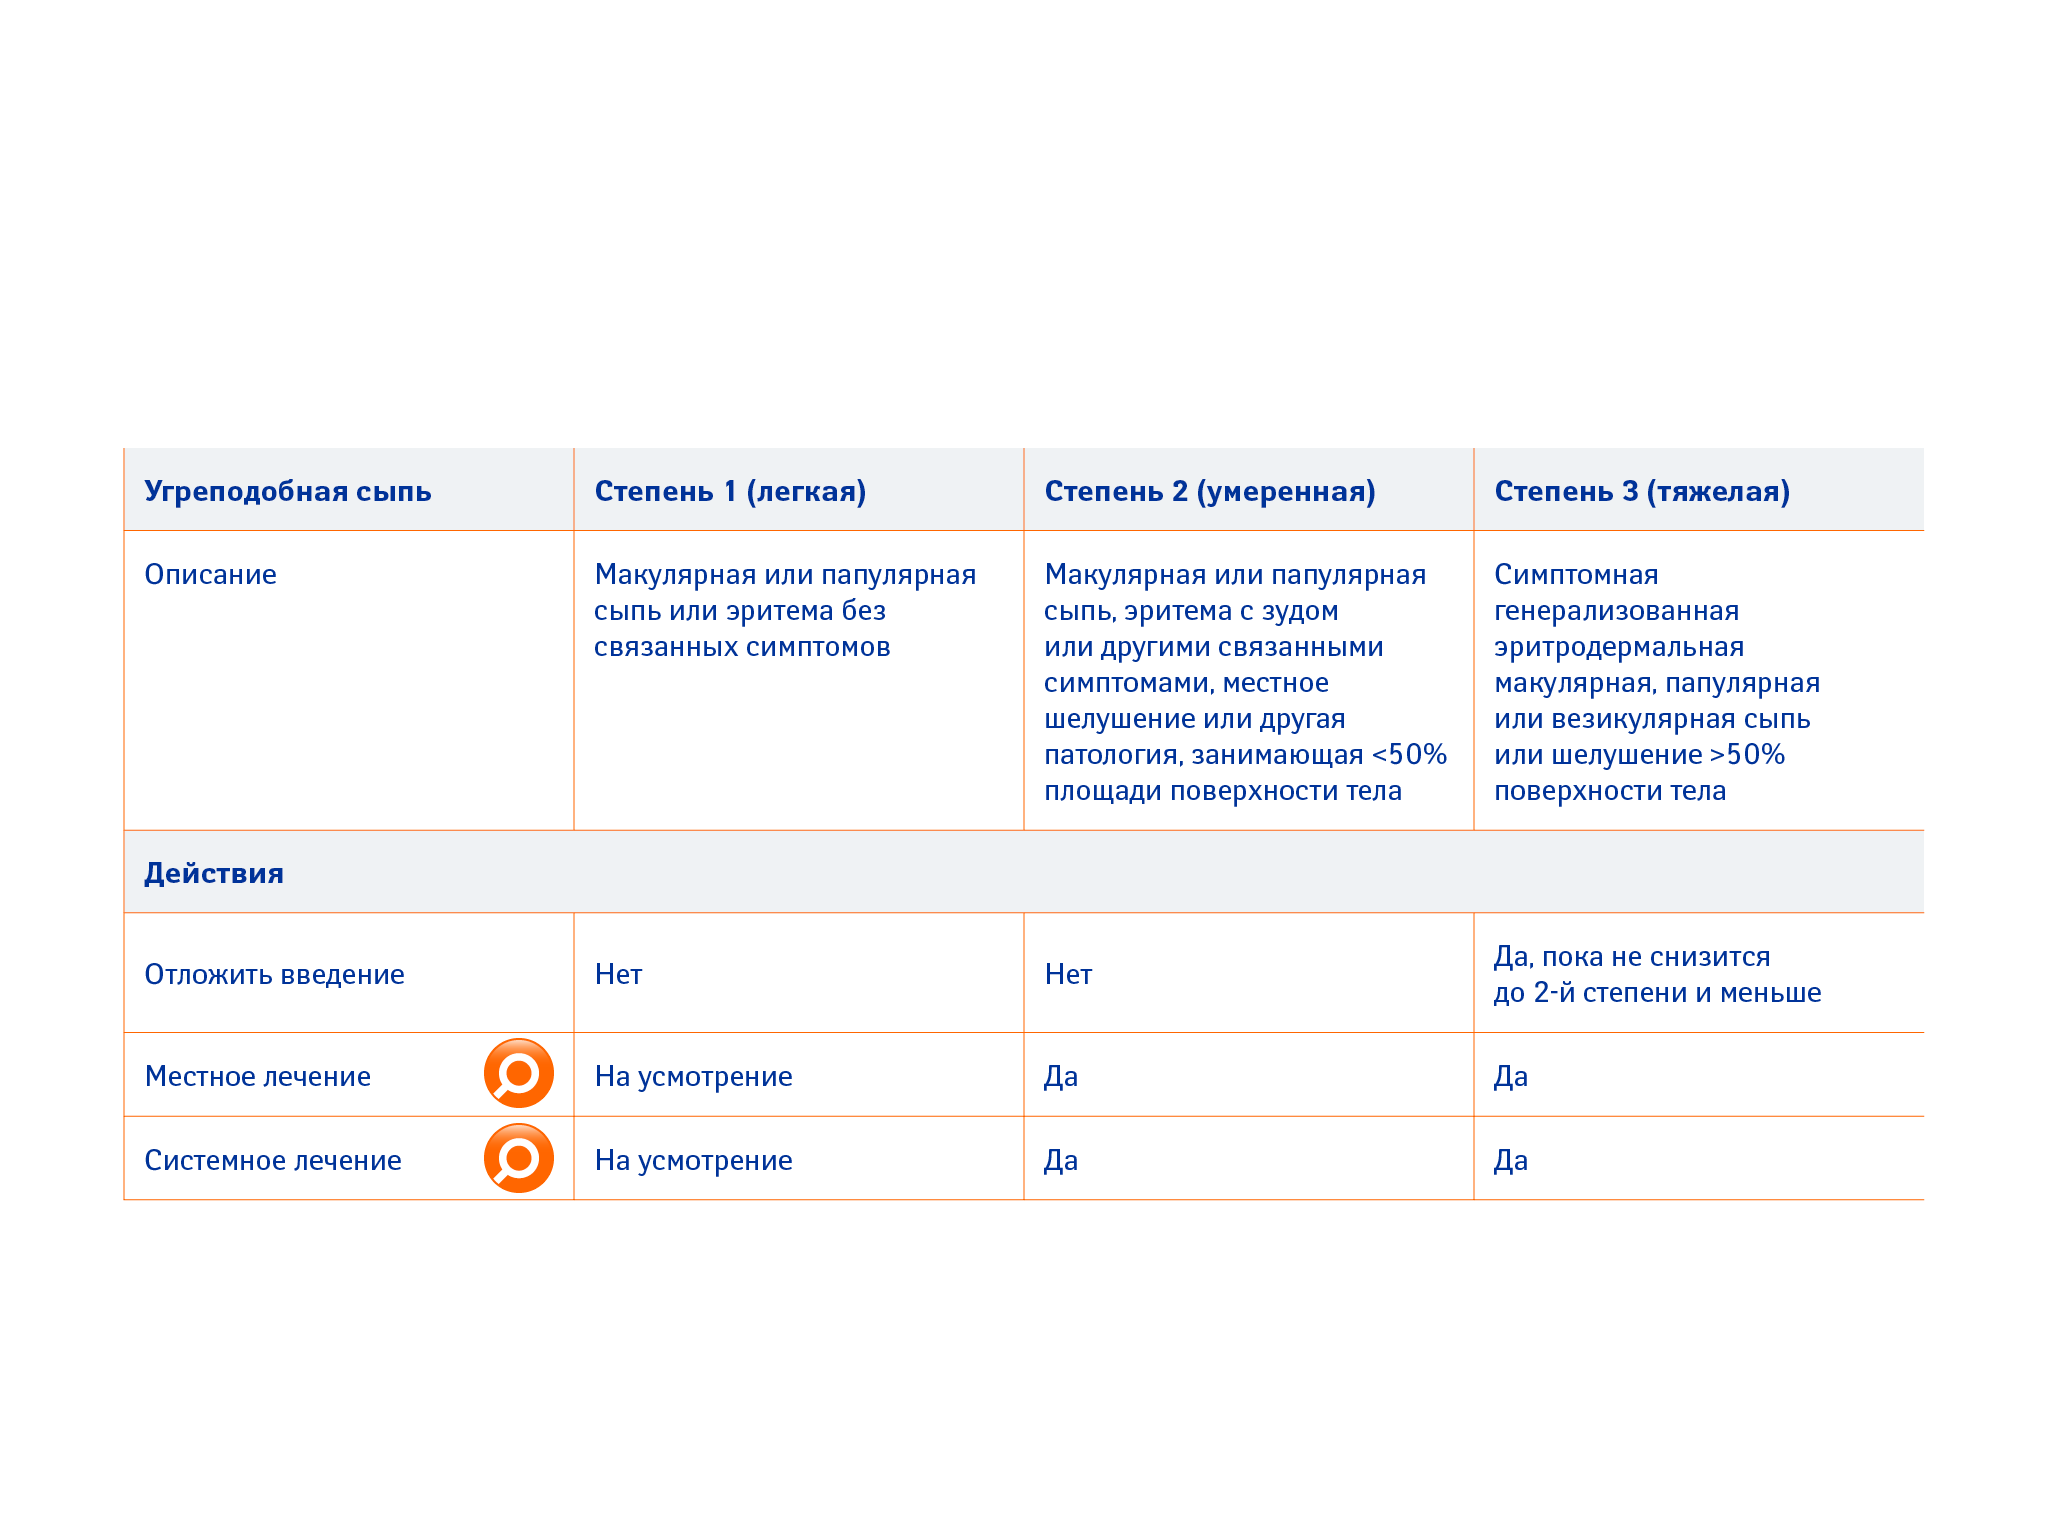 Угреподобная сыпь
Степень 1 (легкая)
Степень 2 (умеренная)
Степень 3 (тяжелая)
Описание
Макулярная или папулярная
сыпь или эритема без
связанных симптомов
Макулярная или папулярная
сыпь, эритема с зудом
или другими связанными
симптомами, местное
шелушение или другая
патология, занимающая <50%
площади поверхности тела
Симптомная
генерализованная
эритродермальная
макулярная, папулярная
или везикулярная сыпь
или шелушение >50%
поверхности тела
Действия
Отложить введение
Нет
Нет
Да, пока не снизится
до 2-й степени и меньше
Местное лечение
На усмотрение
Да
Да
Системное лечение
На усмотрение
Да
Да